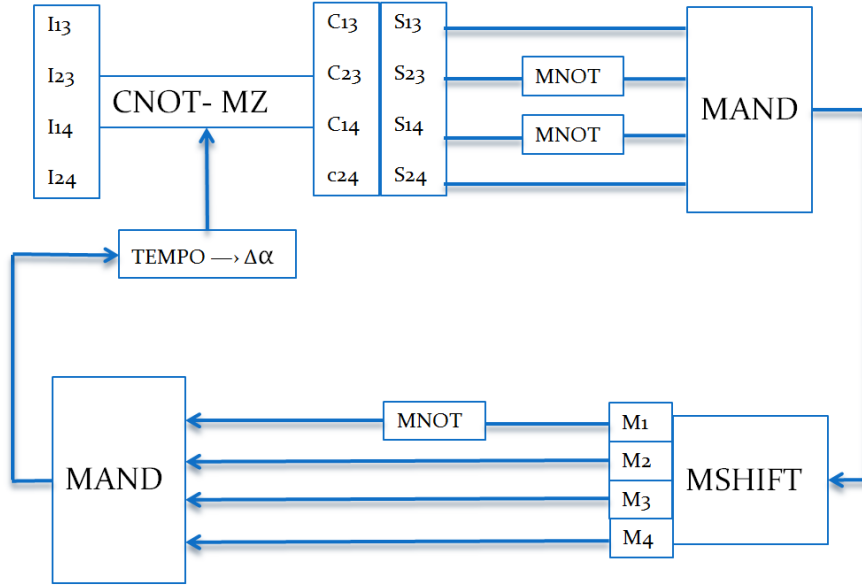 I13
I23
I14
I24
CNOT- MZ
C13
C23
C14
c24
S13
S23
S14
S24
MNOT
MNOT
MAND
TEMPO —› Δα
MAND
MNOT
M1
M2
M3
M4
MSHIFT